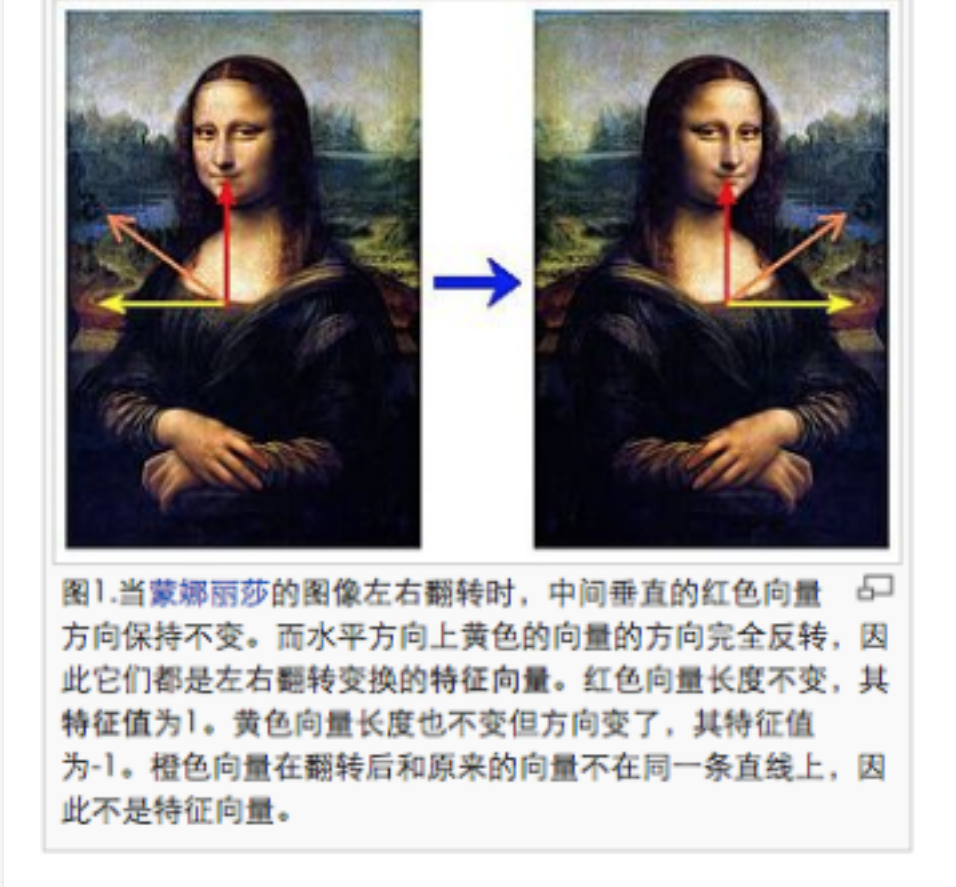 图1.当蒙娜丽莎的图像左右翻转时，中间垂直的红色向量
方向保持不变。而水平方向上黄色的向量的方向完全反转，因
此它们都是左右翻转变换的特征向量。红色向量长度不变，其
特征值为1。黄色向量长度也不变但方向变了，其特征值
为-1。橙色向量在翻转后和原来的向量不在同一条直线上，因
此不是特征向量。